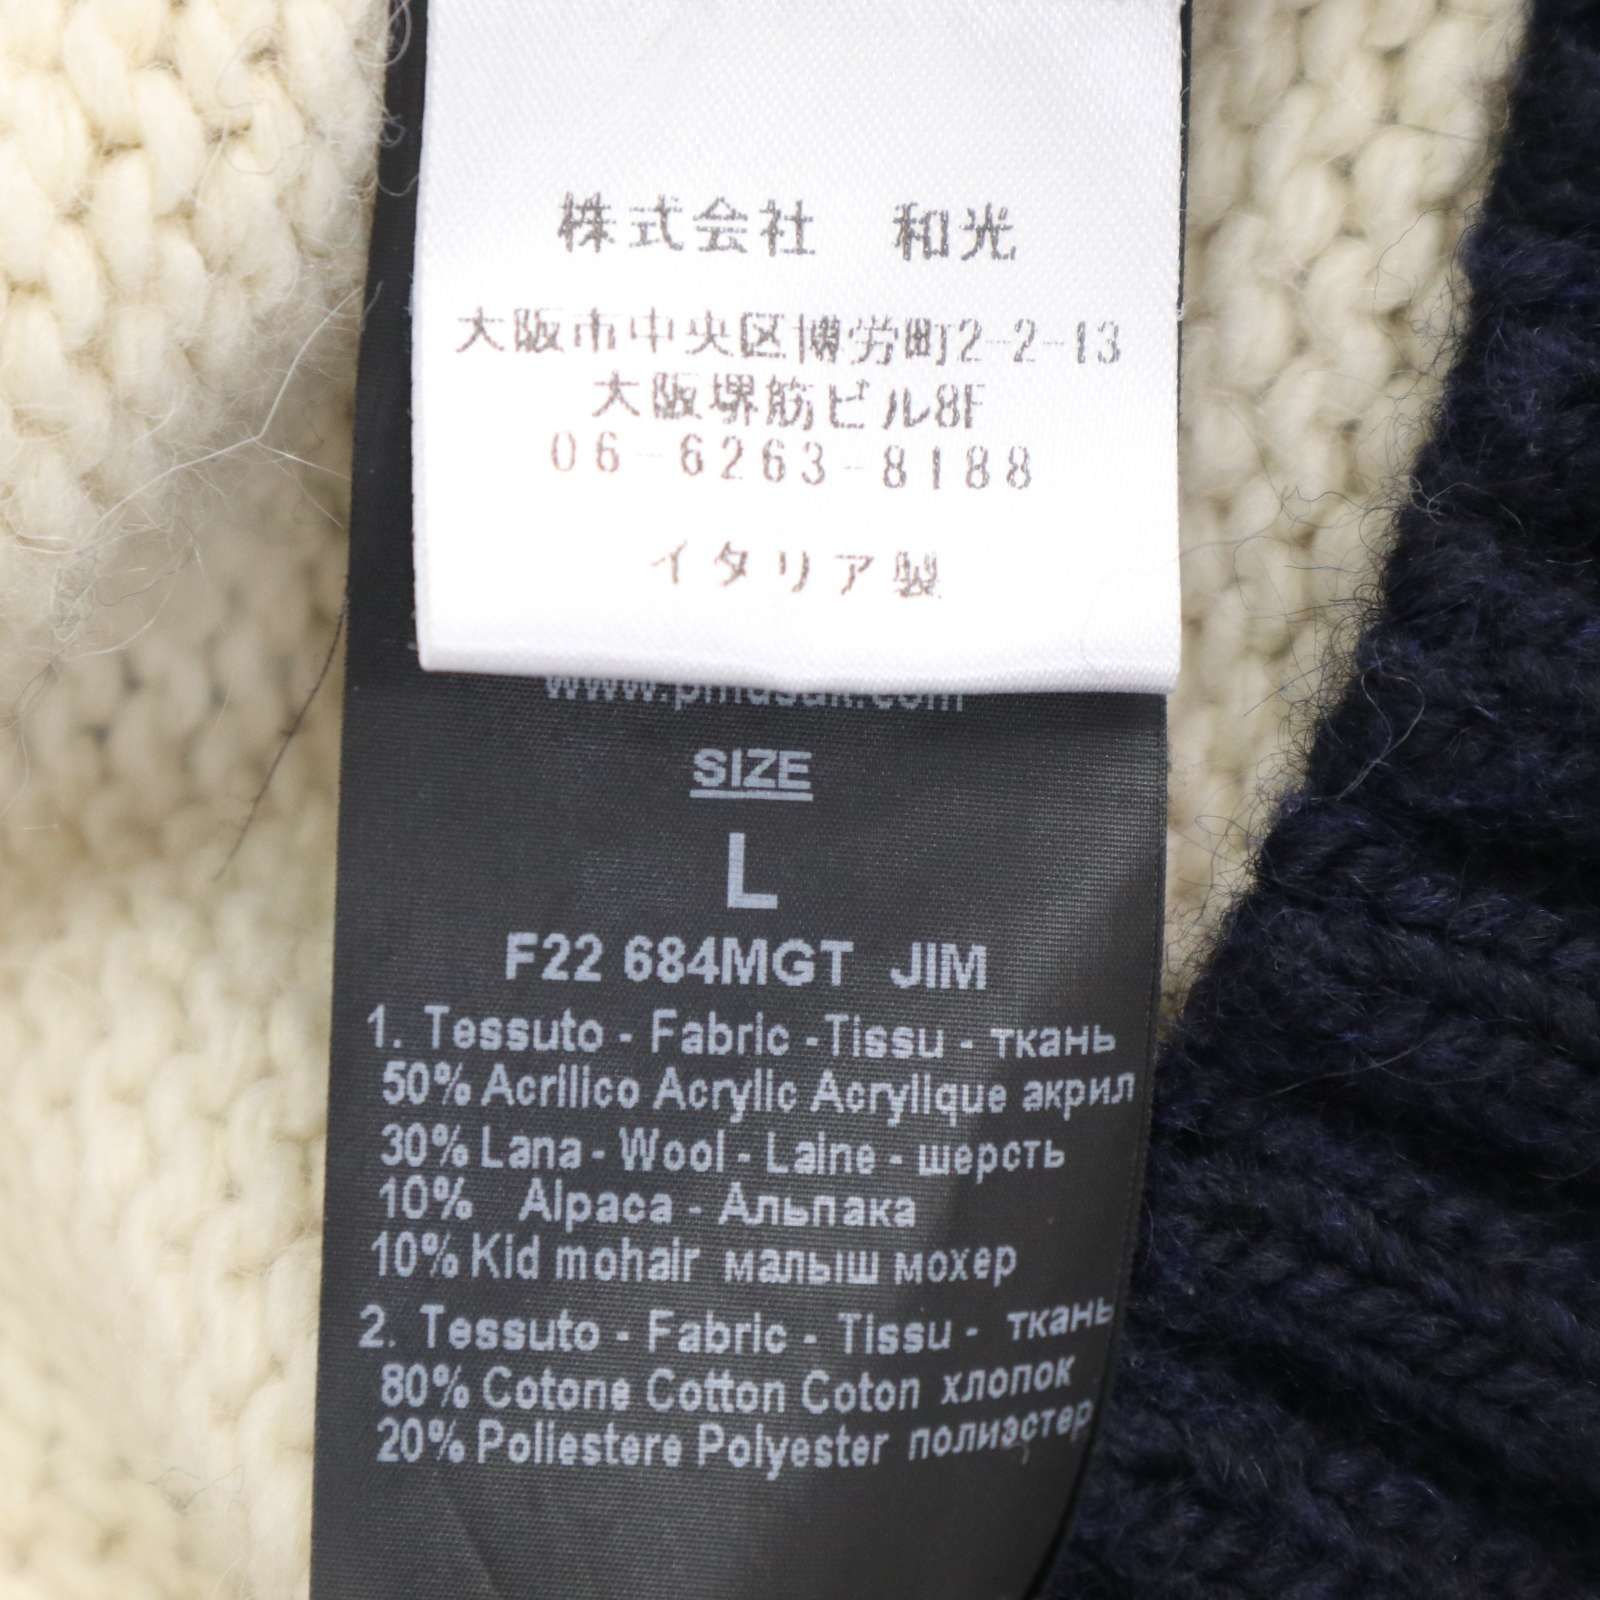 株式会社　和光
大阪市中央区博労町2-2-13
大阪堺筋ビル8F
06-6263-8188
イタリア製
SIZE
L
F22 684MGT JIM
1. Tessuto - Fabric -Tissu - ткань
50% Acrilico Acrylic Acrylique акрил
30% Lana - Wool - Laine - шерсть
10% Alpaca - Альпака
10% Kid mohair малыш мохер
2. Tessuto - Fabric - Tissu - ткань
80% Cotone Cotton Coton хлопок
20% Poliestere Polyester полиэстер